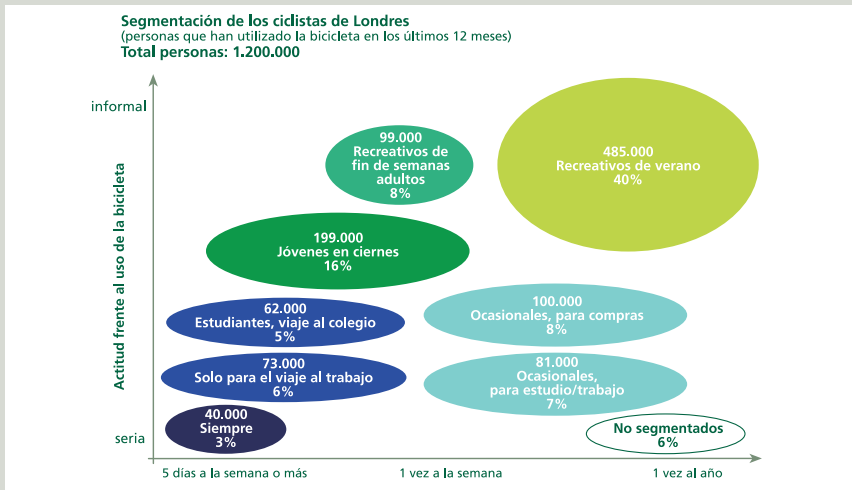 Segmentación de los ciclistas de Londres
(personas que han utilizado la bicicleta en los últimos 12 meses)
Total personas: 1.200.000
informal
Actitud frente al uso de la bicicleta
seria
99.000
Recreativos de
fin de semanas
adultos
8%
485.000
Recreativos de verano
40%
199.000
Jóvenes en ciernes
16%
62.000
Estudiantes, viaje al colegio
5%
100.000
Ocasionales, para compras
8%
73.000
Solo para el viaje al trabajo
6%
81.000
Ocasionales,
para estudio/trabajo
7%
40.000
Siempre
3%
No segmentados
6%
5 días a la semana o más
1 vez a la semana
1 vez al año